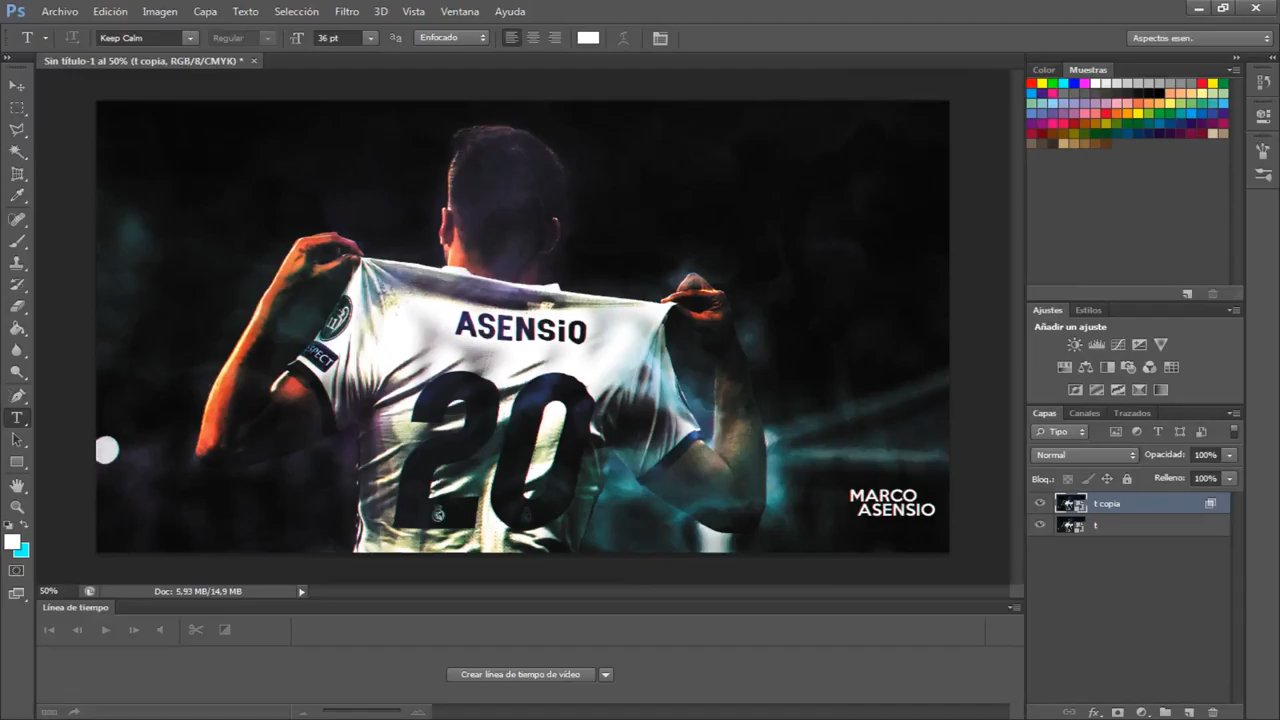 Ps Archivo Edición Imagen Capa Texto Selección Filtro 3D Vista Ventana Ayuda
T Keep Calm Regular 36 pt Enfocado Aspectos esen.
Sin título-1 al 50% (t copia, RGB/8/CMYK) *
Color Muestras
ASENSiO
20
RESPECT
MARCO
ASENSIO
Ajustes Estilos
Añadir un ajuste
Capas Canales Trazados
Tipo
Normal Opacidad: 100%
Bloq.: Relleno: 100%
t copia
t
fx
50% Doc: 5,93 MB/14,9 MB
Línea de tiempo
Crear línea de tiempo de vídeo